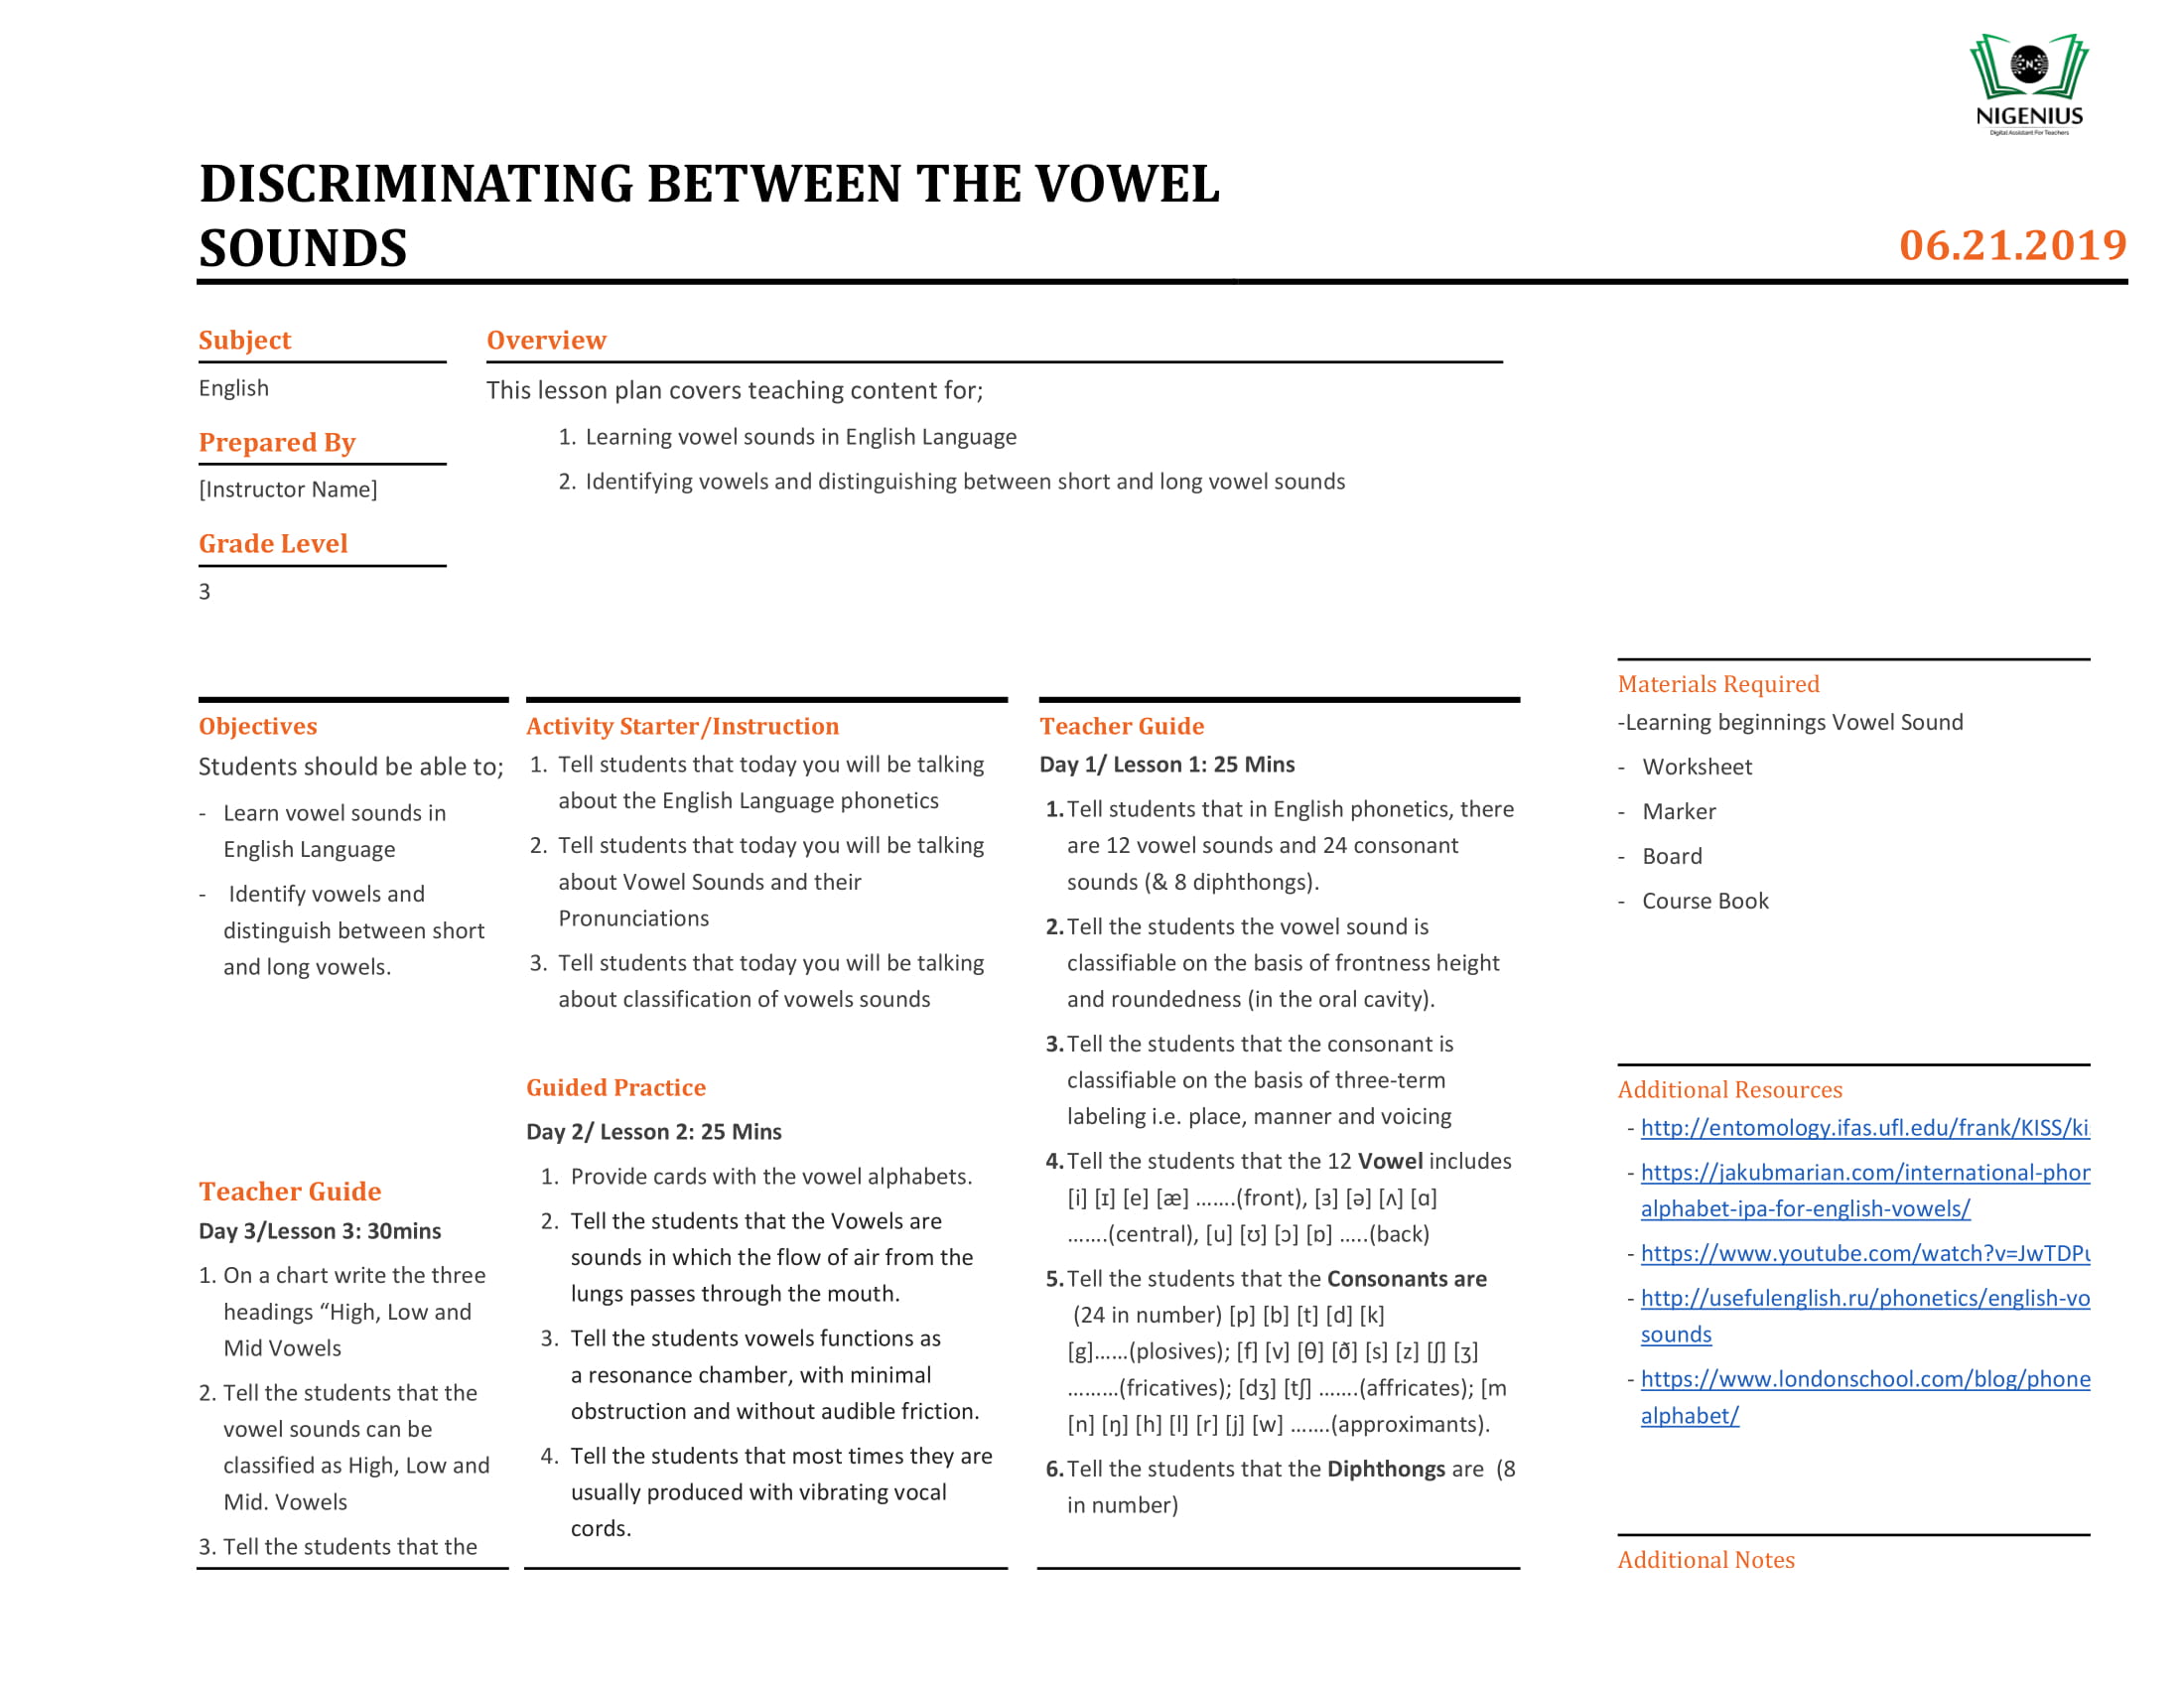 NIGENIUS
Digital Assistant For Teachers
DISCRIMINATING BETWEEN THE VOWEL
SOUNDS
06.21.2019
Subject
English
Prepared By
[Instructor Name]
Grade Level
3
Overview
This lesson plan covers teaching content for;
1. Learning vowel sounds in English Language
2. Identifying vowels and distinguishing between short and long vowel sounds
Objectives
Students should be able to;
- Learn vowel sounds in
English Language
- Identify vowels and
distinguish between short
and long vowels.
Teacher Guide
Day 3/Lesson 3: 30mins
1. On a chart write the three
headings “High, Low and
Mid Vowels
2. Tell the students that the
vowel sounds can be
classified as High, Low and
Mid. Vowels
3. Tell the students that the
Activity Starter/Instruction
1. Tell students that today you will be talking
about the English Language phonetics
2. Tell students that today you will be talking
about Vowel Sounds and their
Pronunciations
3. Tell students that today you will be talking
about classification of vowels sounds
Guided Practice
Day 2/ Lesson 2: 25 Mins
1. Provide cards with the vowel alphabets.
2. Tell the students that the Vowels are
sounds in which the flow of air from the
lungs passes through the mouth.
3. Tell the students vowels functions as
a resonance chamber, with minimal
obstruction and without audible friction.
4. Tell the students that most times they are
usually produced with vibrating vocal
cords.
Teacher Guide
Day 1/ Lesson 1: 25 Mins
1. Tell students that in English phonetics, there
are 12 vowel sounds and 24 consonant
sounds (& 8 diphthongs).
2. Tell the students the vowel sound is
classifiable on the basis of frontness height
and roundedness (in the oral cavity).
3. Tell the students that the consonant is
classifiable on the basis of three-term
labeling i.e. place, manner and voicing
4. Tell the students that the 12 Vowel includes
[i] [ɪ] [e] [æ] …….(front), [ɜ] [ə] [ʌ] [ɑ]
…….(central), [u] [ʊ] [ɔ] [ɒ] …..(back)
5. Tell the students that the Consonants are
(24 in number) [p] [b] [t] [d] [k]
[g]……(plosives); [f] [v] [θ] [ð] [s] [z] [ʃ] [ʒ]
………(fricatives); [dʒ] [tʃ] …….(affricates); [m
[n] [ŋ] [h] [l] [r] [j] [w] …….(approximants).
6. Tell the students that the Diphthongs are (8
in number)
Materials Required
-Learning beginnings Vowel Sound
- Worksheet
- Marker
- Board
- Course Book
Additional Resources
- http://entomology.ifas.ufl.edu/frank/KISS/ki
- https://jakubmarian.com/international-phor
alphabet-ipa-for-english-vowels/
- https://www.youtube.com/watch?v=JwTDPu
- http://usefulenglish.ru/phonetics/english-vo
sounds
- https://www.londonschool.com/blog/phone
alphabet/
Additional Notes